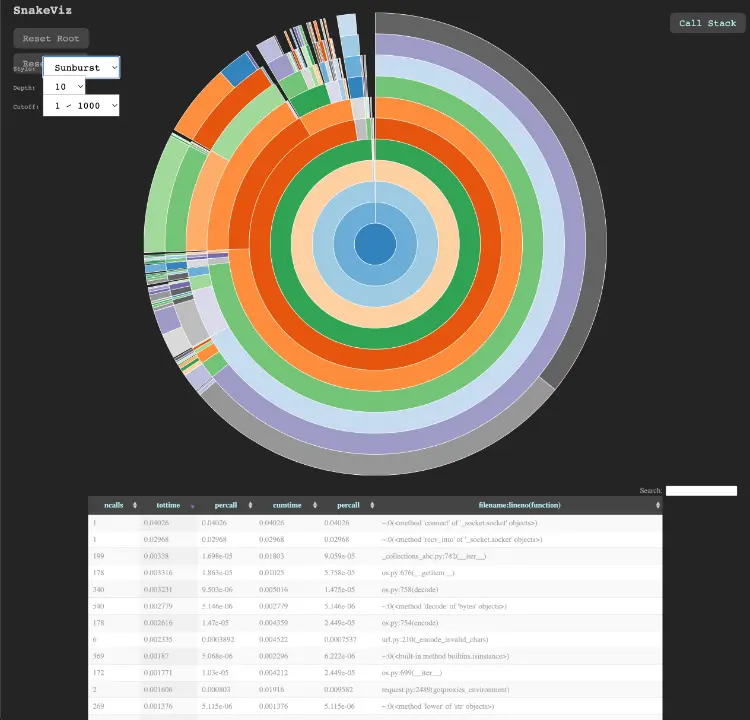 SnakeViz
Call Stack
Reset Root
Style: Sunburst
Depth: 10
Cutoff: 1 ⁄ 1000
Search:
ncalls tottime percall cumtime percall filename:lineno(function)
1 0.04026 0.04026 0.04026 0.04026 ~:0(<method 'connect' of '_socket.socket' objects>)
1 0.02968 0.02968 0.02968 0.02968 ~:0(<method 'recv_into' of '_socket.socket' objects>)
199 0.00338 1.698e-05 0.01803 9.059e-05 _collections_abc.py:742(__iter__)
178 0.003316 1.863e-05 0.01025 5.758e-05 os.py:676(__getitem__)
340 0.003231 9.503e-06 0.005016 1.475e-05 os.py:758(decode)
540 0.002779 5.146e-06 0.002779 5.146e-06 ~:0(<method 'decode' of 'bytes' objects>)
178 0.002616 1.47e-05 0.004359 2.449e-05 os.py:754(encode)
6 0.002335 0.0003892 0.004522 0.0007537 url.py:210(_encode_invalid_chars)
569 0.00187 5.068e-06 0.002296 6.222e-06 ~:0(<built-in method builtins.isinstance>)
172 0.001771 1.03e-05 0.004212 2.449e-05 os.py:699(__iter__)
2 0.001606 0.000803 0.01916 0.009582 request.py:2489(getproxies_environment)
269 0.001376 5.115e-06 0.001376 5.115e-06 ~:0(<method 'lower' of 'str' objects>)